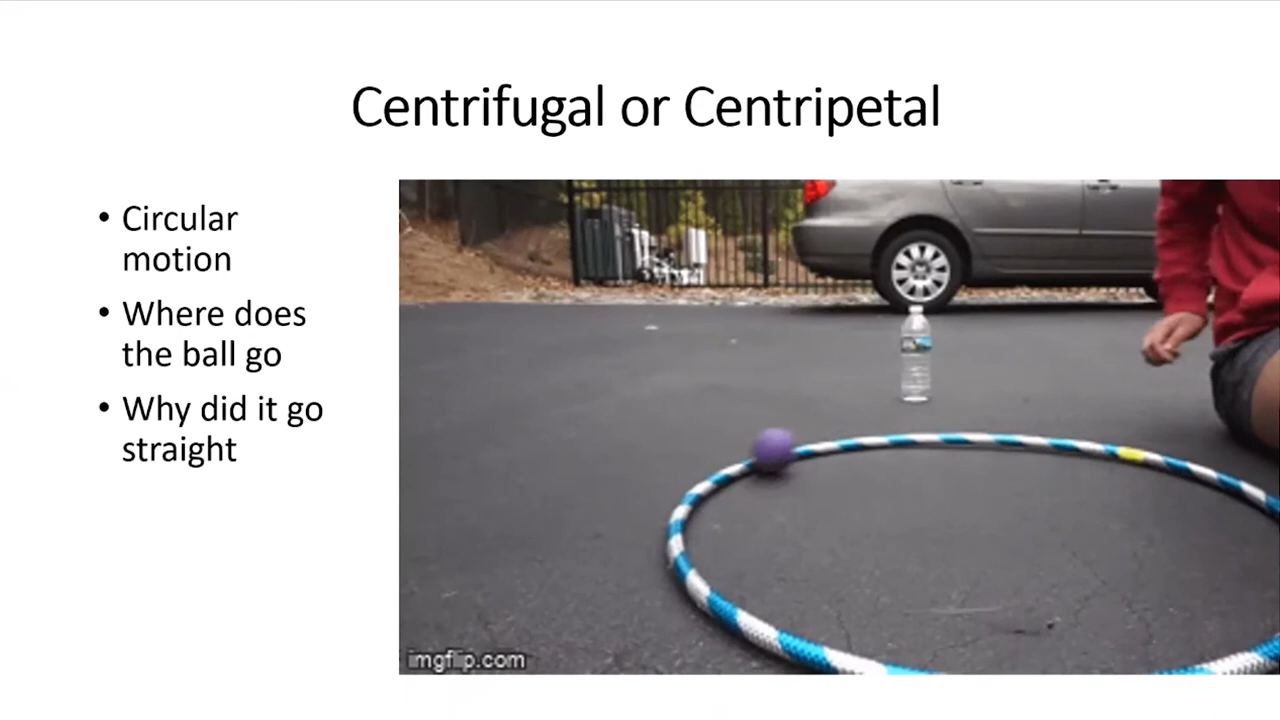 Centrifugal or Centripetal
• Circular
motion
• Where does
the ball go
• Why did it go
straight
imgflip.com